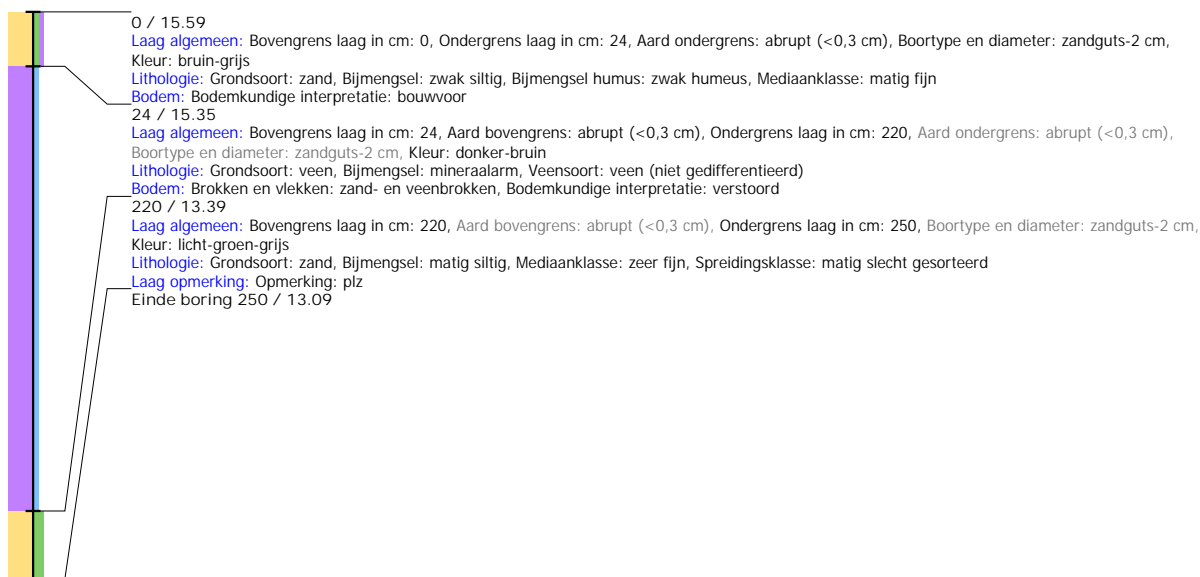 0 / 15.59
Laag algemeen: Bovengrens laag in cm: 0, Ondergrens laag in cm: 24, Aard ondergrens: abrupt (<0,3 cm), Boortype en diameter: zandguts-2 cm,
Kleur: bruin-grijs
Lithologie: Grondsoort: zand, Bijmengsel: zwak siltig, Bijmengsel humus: zwak humeus, Mediaanklasse: matig fijn
Bodem: Bodemkundige interpretatie: bouwvoor
24 / 15.35
Laag algemeen: Bovengrens laag in cm: 24, Aard bovengrens: abrupt (<0,3 cm), Ondergrens laag in cm: 220, Aard ondergrens: abrupt (<0,3 cm),
Boortype en diameter: zandguts-2 cm, Kleur: donker-bruin
Lithologie: Grondsoort: veen, Bijmengsel: mineraalarm, Veensoort: veen (niet gedifferentieerd)
Bodem: Brokken en vlekken: zand- en veenbrokken, Bodemkundige interpretatie: verstoord
220 / 13.39
Laag algemeen: Bovengrens laag in cm: 220, Aard bovengrens: abrupt (<0,3 cm), Ondergrens laag in cm: 250, Boortype en diameter: zandguts-2 cm,
Kleur: licht-groen-grijs
Lithologie: Grondsoort: zand, Bijmengsel: matig siltig, Mediaanklasse: zeer fijn, Spreidingsklasse: matig slecht gesorteerd
Laag opmerking: Opmerking: plz
Einde boring 250 / 13.09